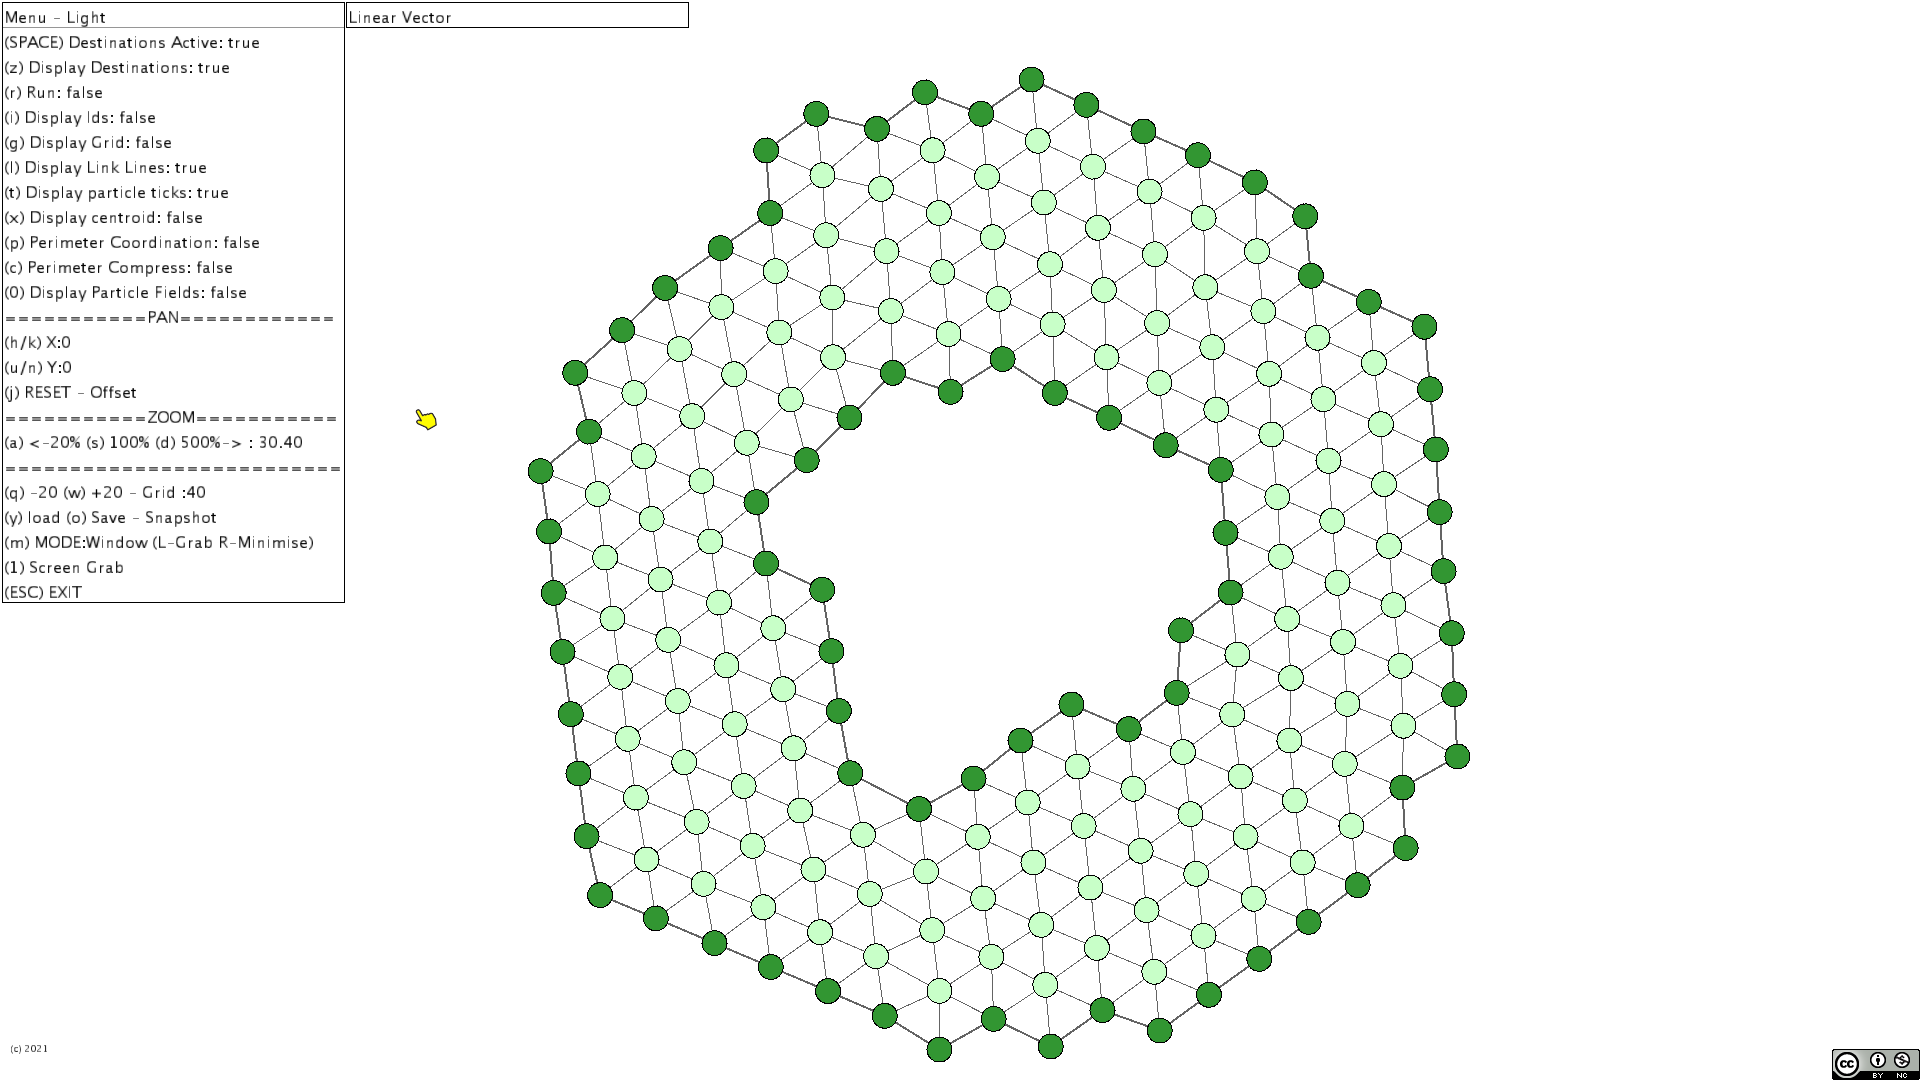 Menu - Light
Linear Vector
(SPACE) Destinations Active: true
(z) Display Destinations: true
(r) Run: false
(i) Display Ids: false
(g) Display Grid: false
(l) Display Link Lines: true
(t) Display particle ticks: true
(x) Display centroid: false
(p) Perimeter Coordination: false
(c) Perimeter Compress: false
(0) Display Particle Fields: false
===========PAN============
(h/k) X:0
(u/n) Y:0
(j) RESET - Offset
===========ZOOM===========
(a) <-20% (s) 100% (d) 500%-> : 30.40
==========================
(q) -20 (w) +20 - Grid :40
(y) load (o) Save - Snapshot
(m) MODE:Window (L-Grab R-Minimise)
(1) Screen Grab
(ESC) EXIT
(c) 2021
cc
BY NC